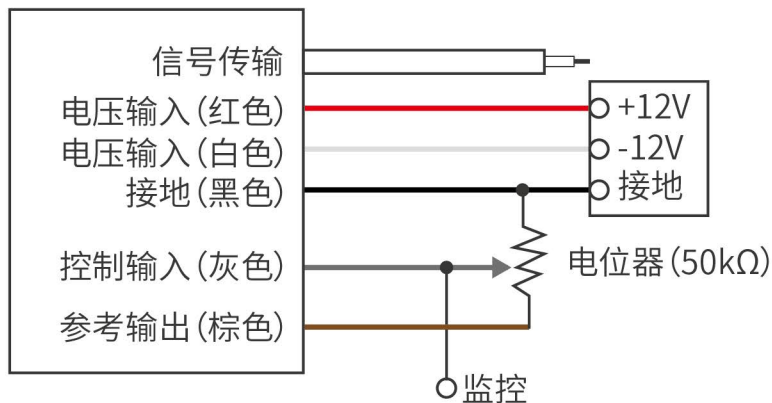 信号传输
电压输入(红色)
+12V
电压输入(白色)
-12V
接地(黑色)
接地
控制输入(灰色)
电位器(50kΩ)
参考输出(棕色)
监控